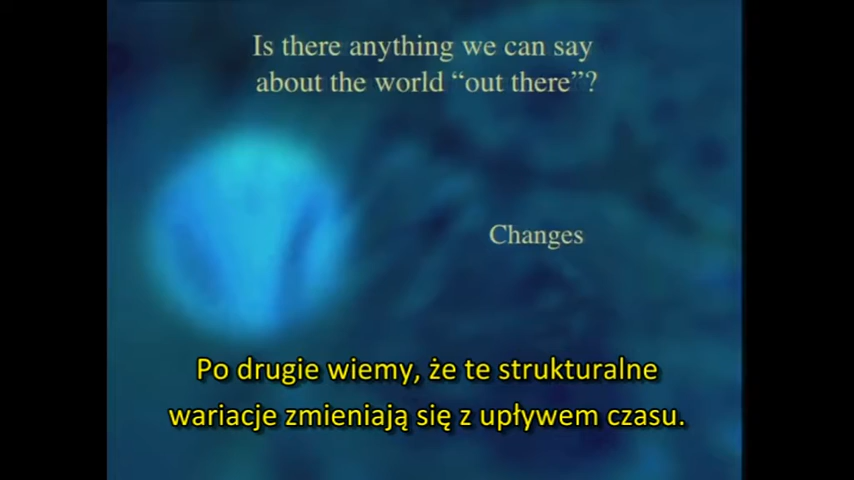 Is there anything we can say
about the world “out there”?
Changes
Po drugie wiemy, że te strukturalne
wariacje zmieniają się z upływem czasu.